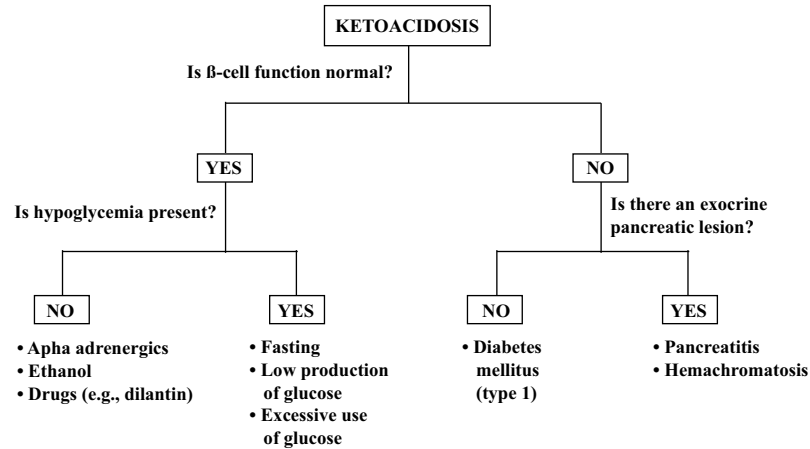 KETOACIDOSIS
Is ß-cell function normal?
YES
NO
Is hypoglycemia present?
Is there an exocrine
pancreatic lesion?
NO
YES
NO
YES
• Apha adrenergics
• Ethanol
• Drugs (e.g., dilantin)
• Fasting
• Low production
of glucose
• Excessive use
of glucose
• Diabetes
mellitus
(type 1)
• Pancreatitis
• Hemachromatosis